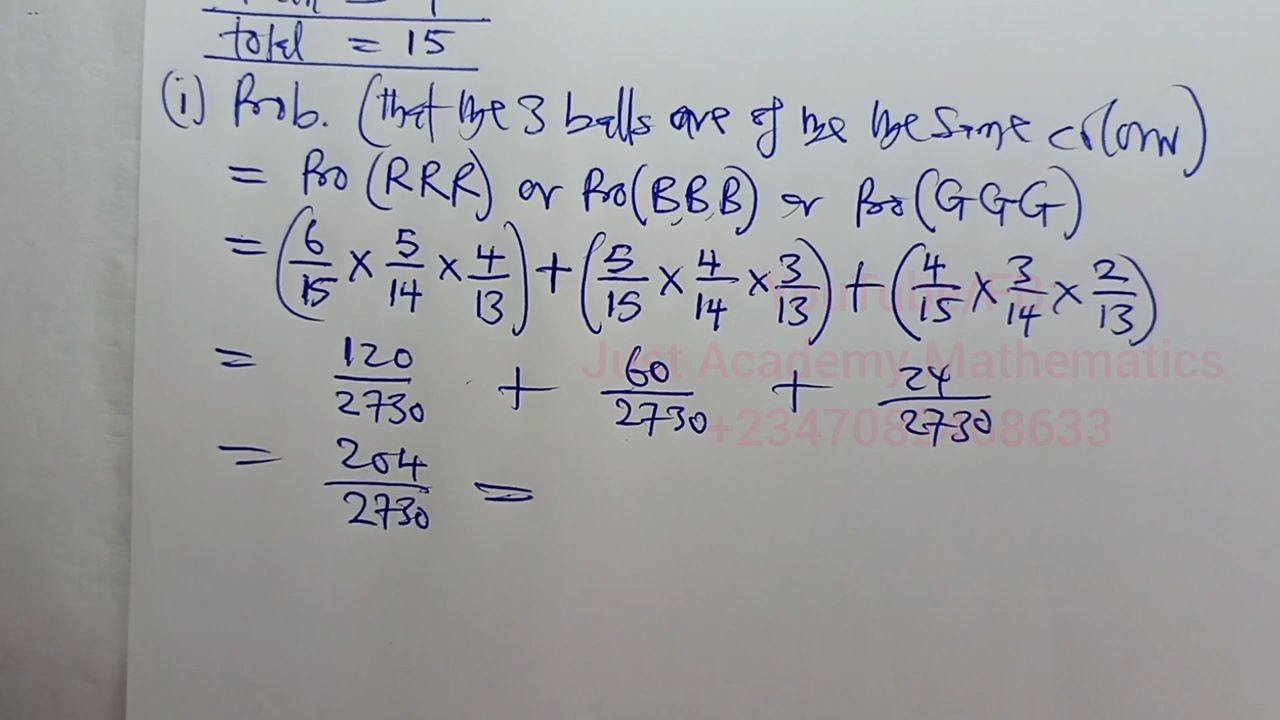 total = 15
(i) Prob. (that the 3 balls are of the the same colour)
= Pro (RRR) or Pro(BBB) or Pro(GGG)
= (6/15 × 5/14 × 4/13) + (5/15 × 4/14 × 3/13) + (4/15 × 3/14 × 2/13)
= 120/2730 + 60/2730 + 24/2730
= 204/2730 =
Just Academy Mathematics